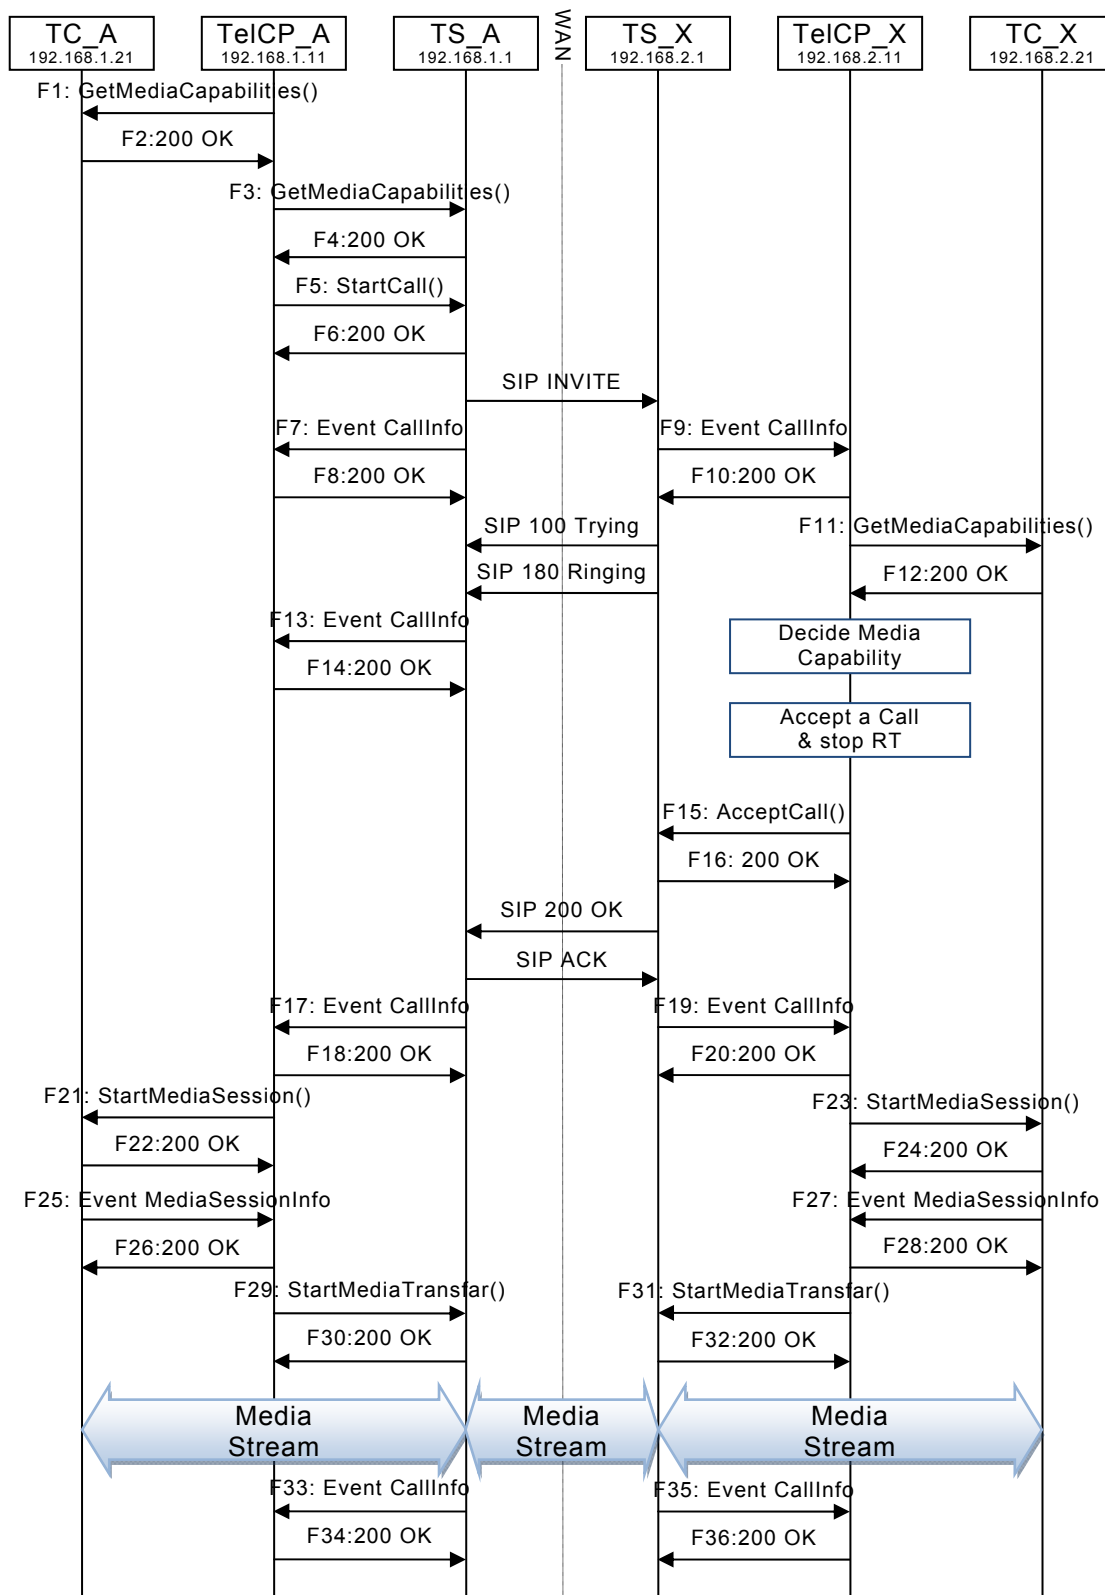 WAN
TC_A
192.168.1.21
TelCP_A
192.168.1.11
TS_A
192.168.1.1
TS_X
192.168.2.1
TelCP_X
192.168.2.11
TC_X
192.168.2.21
F1: GetMediaCapabilities()
F2:200 OK
F3: GetMediaCapabilities()
F4:200 OK
F5: StartCall()
F6:200 OK
SIP INVITE
F7: Event CallInfo
F9: Event CallInfo
F8:200 OK
F10:200 OK
SIP 100 Trying
F11: GetMediaCapabilities()
SIP 180 Ringing
F12:200 OK
F13: Event CallInfo
Decide Media
Capability
F14:200 OK
Accept a Call
& stop RT
F15: AcceptCall()
F16: 200 OK
SIP 200 OK
SIP ACK
F17: Event CallInfo
F19: Event CallInfo
F18:200 OK
F20:200 OK
F21: StartMediaSession()
F23: StartMediaSession()
F22:200 OK
F24:200 OK
F25: Event MediaSessionInfo
F27: Event MediaSessionInfo
F26:200 OK
F28:200 OK
F29: StartMediaTransfar()
F31: StartMediaTransfar()
F30:200 OK
F32:200 OK
Media
Stream
Media
Stream
Media
Stream
F33: Event CallInfo
F35: Event CallInfo
F34:200 OK
F36:200 OK